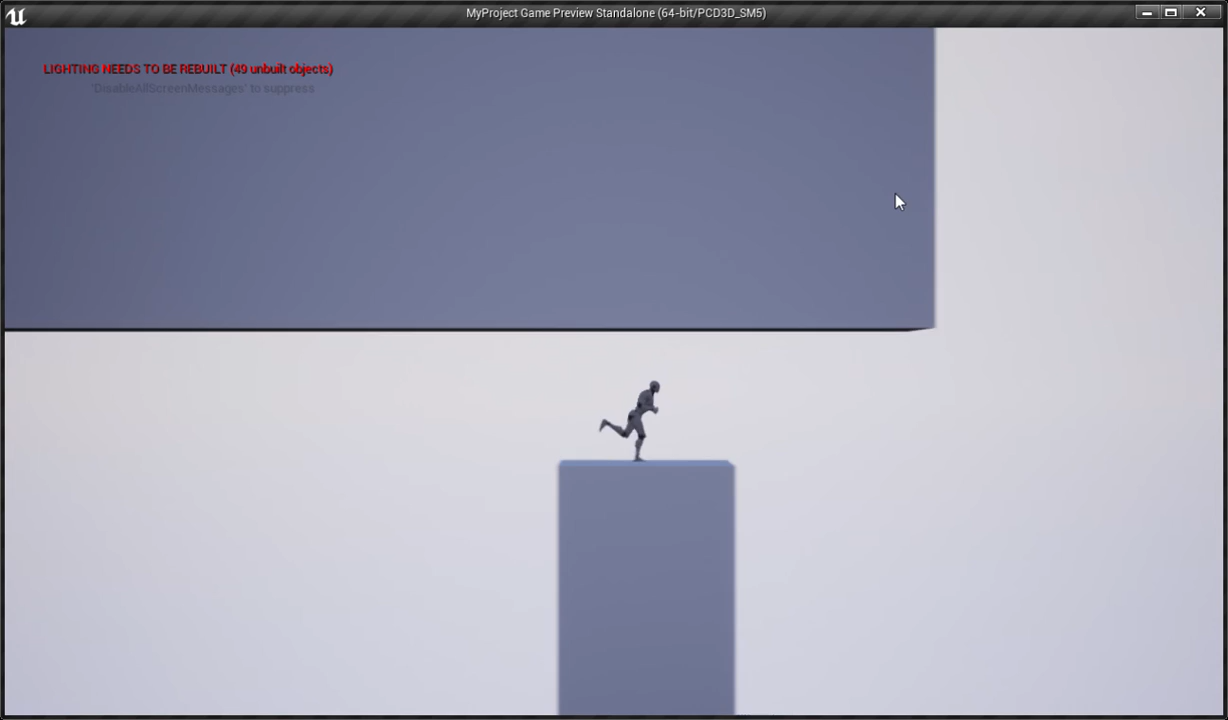 MyProject Game Preview Standalone (64-bit/PCD3D_SM5)
LIGHTING NEEDS TO BE REBUILT (49 unbuilt objects)
'DisableAllScreenMessages' to suppress